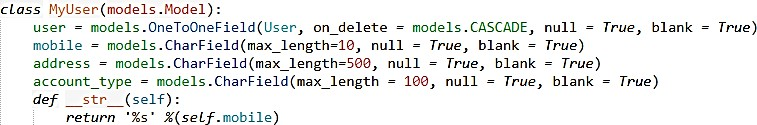 class MyUser(models.Model):
    user = models.OneToOneField(User, on_delete = models.CASCADE, null = True, blank = True)
    mobile = models.CharField(max_length=10, null = True, blank = True)
    address = models.CharField(max_length=500, null = True, blank = True)
    account_type = models.CharField(max_length = 100, null = True, blank = True)
    def __str__(self):
        return '%s' %(self.mobile)